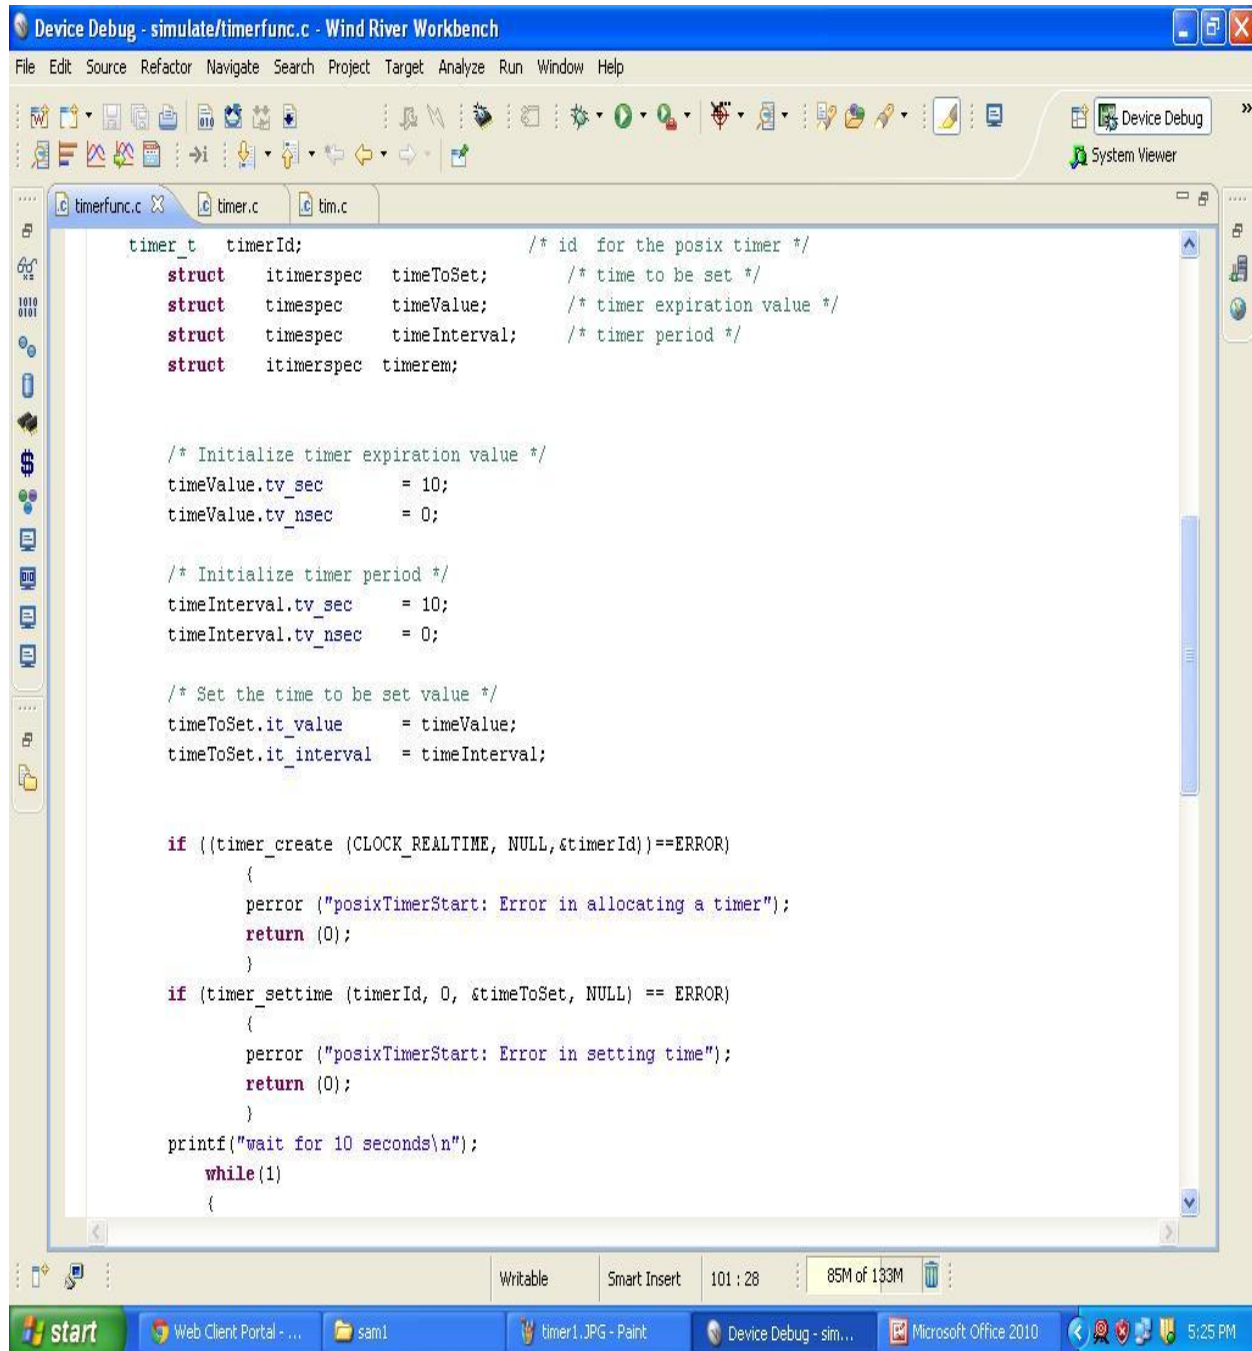 Device Debug - simulate/timerfunc.c - Wind River Workbench
File Edit Source Refactor Navigate Search Project Target Analyze Run Window Help
Device Debug
System Viewer
timerfunc.c
timer.c
tim.c
timer_t timerId; /* id for the posix timer */
struct itimerspec timeToSet; /* time to be set */
struct timespec timeValue; /* timer expiration value */
struct timespec timeInterval; /* timer period */
struct itimerspec timerem;
/* Initialize timer expiration value */
timeValue.tv_sec = 10;
timeValue.tv_nsec = 0;
/* Initialize timer period */
timeInterval.tv_sec = 10;
timeInterval.tv_nsec = 0;
/* Set the time to be set value */
timeToSet.it_value = timeValue;
timeToSet.it_interval = timeInterval;
if ((timer_create (CLOCK_REALTIME, NULL,&timerId))==ERROR)
{
perror ("posixTimerStart: Error in allocating a timer");
return (0);
}
if (timer_settime (timerId, 0, &timeToSet, NULL) == ERROR)
{
perror ("posixTimerStart: Error in setting time");
return (0);
}
printf("wait for 10 seconds\n");
while(1)
{
Writable
Smart Insert
101 : 28
85M of 133M
start
Web Client Portal - ...
sam1
timer1.JPG - Paint
Device Debug - sim...
Microsoft Office 2010
5:25 PM